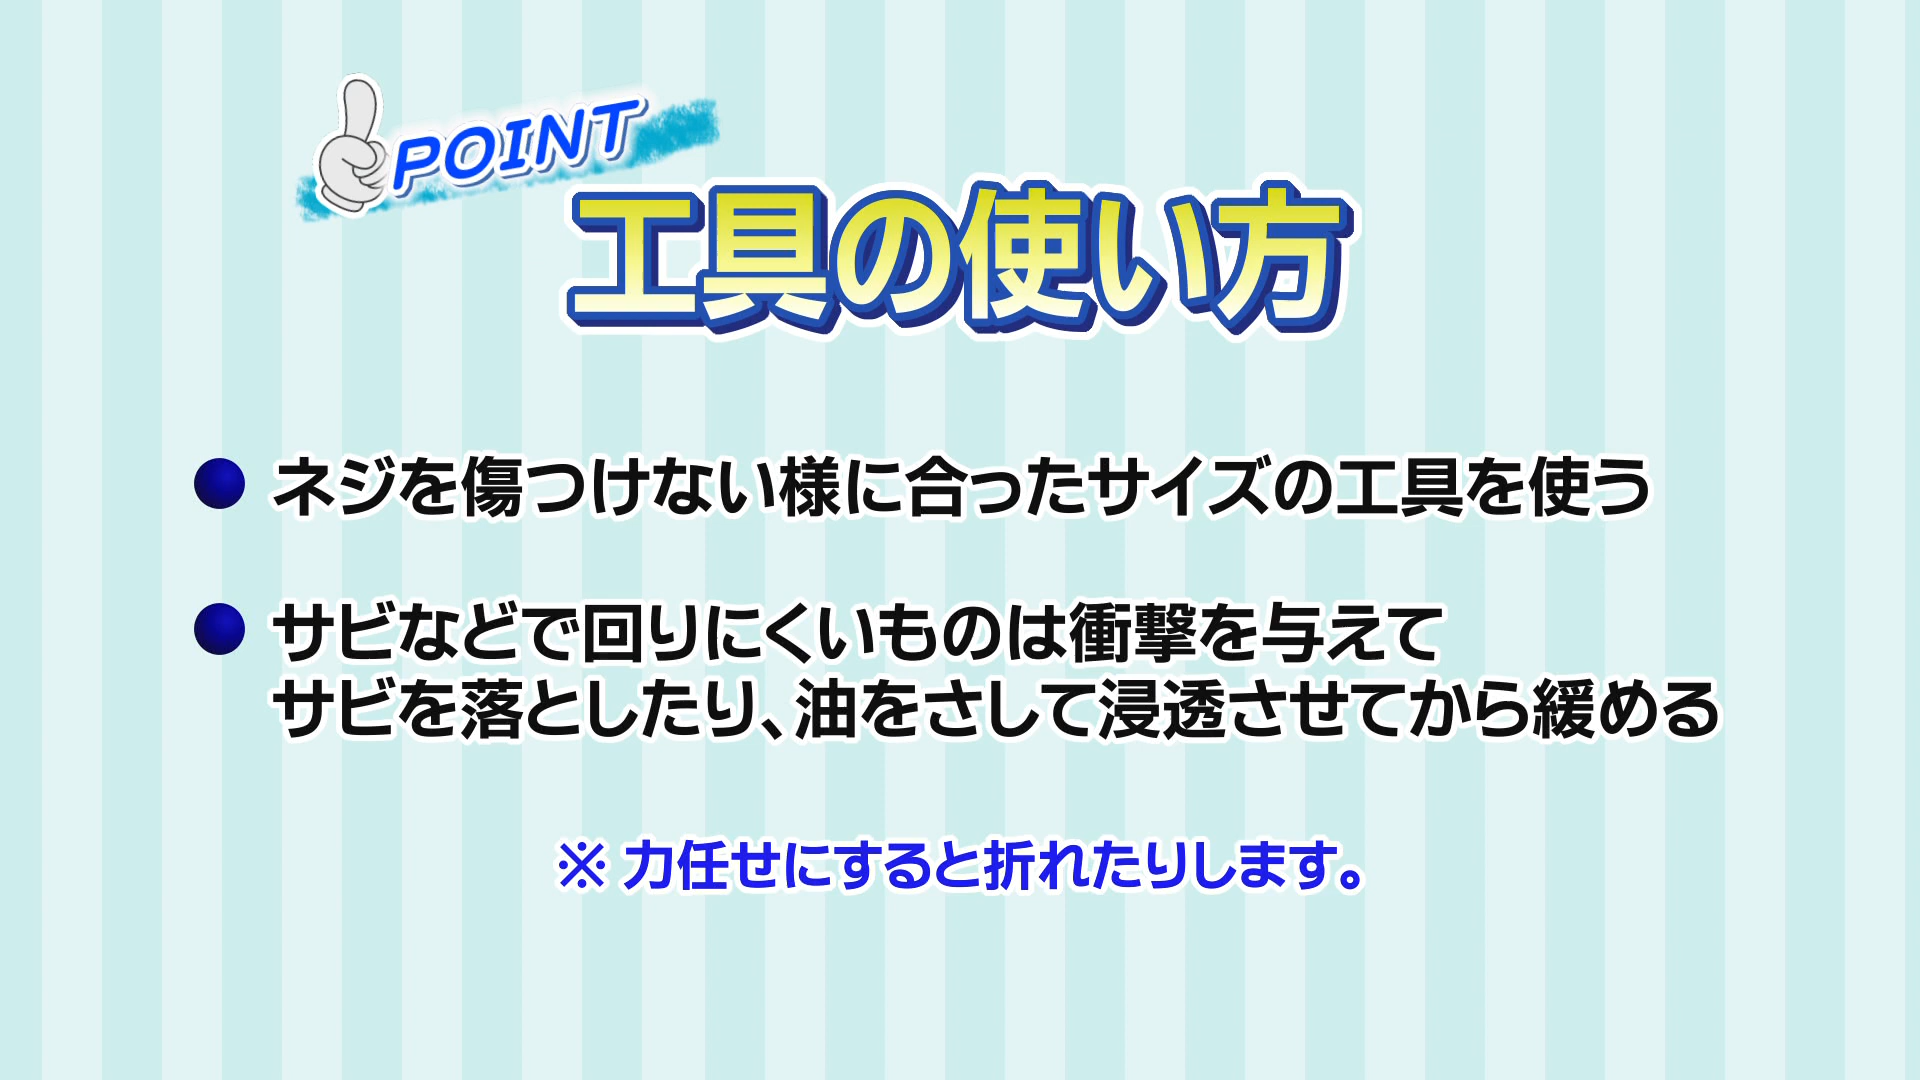 POINT
工具の使い方
● ネジを傷つけない様に合ったサイズの工具を使う
● サビなどで回りにくいものは衝撃を与えて
サビを落としたり、油をさして浸透させてから緩める
※ 力任せにすると折れたりします。